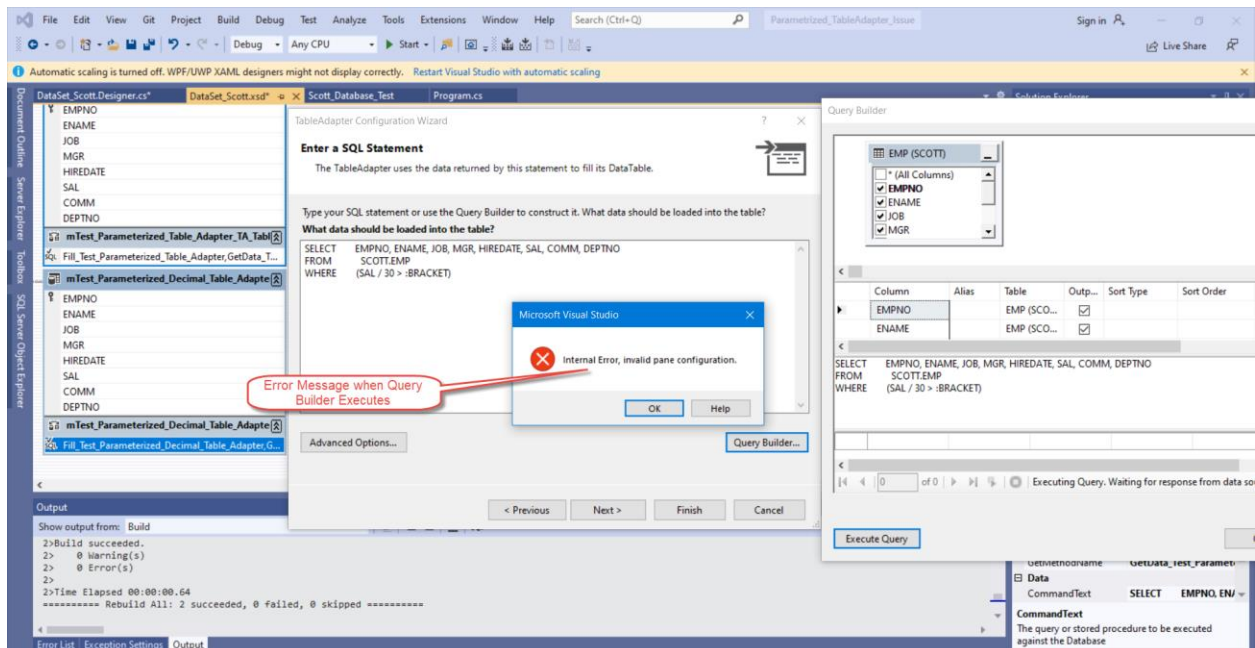 File Edit View Git Project Build Debug Test Analyze Tools Extensions Window Help Search (Ctrl+Q) Parametrized_TableAdapter_Issue Sign in
Debug Any CPU Start Live Share
Automatic scaling is turned off. WPF/UWP XAML designers might not display correctly. Restart Visual Studio with automatic scaling
Document Outline
Server Explorer
Toolbox
SQL Server Object Explorer
DataSet_Scott.Designer.cs* DataSet_Scott.xsd* Scott_Database_Test Program.cs
Solution Explorer
EMPNO
ENAME
JOB
MGR
HIREDATE
SAL
COMM
DEPTNO
mTest_Parameterized_Table_Adapter_TA_Tabl
Fill_Test_Parameterized_Table_Adapter,GetData_T...
mTest_Parameterized_Decimal_Table_Adapte
EMPNO
ENAME
JOB
MGR
HIREDATE
SAL
COMM
DEPTNO
mTest_Parameterized_Decimal_Table_Adapte
Fill_Test_Parameterized_Decimal_Table_Adapter,G...
TableAdapter Configuration Wizard ?
Enter a SQL Statement
The TableAdapter uses the data returned by this statement to fill its DataTable.
Type your SQL statement or use the Query Builder to construct it. What data should be loaded into the table?
What data should be loaded into the table?
SELECT EMPNO, ENAME, JOB, MGR, HIREDATE, SAL, COMM, DEPTNO
FROM SCOTT.EMP
WHERE (SAL / 30 > :BRACKET)
Microsoft Visual Studio
Internal Error, invalid pane configuration.
OK Help
Error Message when Query
Builder Executes
Advanced Options... Query Builder...
< Previous Next > Finish Cancel
Query Builder
EMP (SCOTT)
* (All Columns)
EMPNO
ENAME
JOB
MGR
Column Alias Table Outp... Sort Type Sort Order
EMPNO EMP (SCO...
ENAME EMP (SCO...
SELECT EMPNO, ENAME, JOB, MGR, HIREDATE, SAL, COMM, DEPTNO
FROM SCOTT.EMP
WHERE (SAL / 30 > :BRACKET)
0 of 0 Executing Query. Waiting for response from data sou
Execute Query
Output
Show output from: Build
2>Build succeeded.
2> 0 Warning(s)
2> 0 Error(s)
2>
2>Time Elapsed 00:00:00.64
========== Rebuild All: 2 succeeded, 0 failed, 0 skipped ==========
Error List Exception Settings Output
GetMethodName GetData_Test_Paramet
Data
CommandText SELECT EMPNO, ENA
CommandText
The query or stored procedure to be executed
against the Database